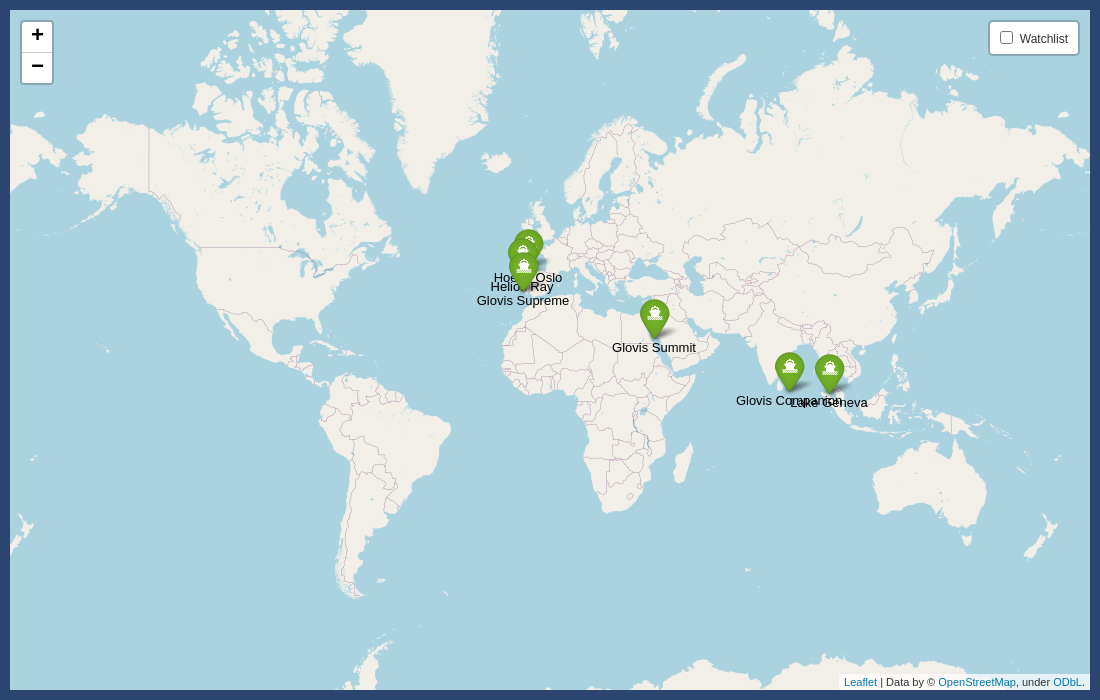 +
−
Watchlist
Hoegh Oslo
Helios Ray
Glovis Supreme
Glovis Summit
Glovis Companion
Lake Geneva
Leaflet | Data by © OpenStreetMap, under ODbL.